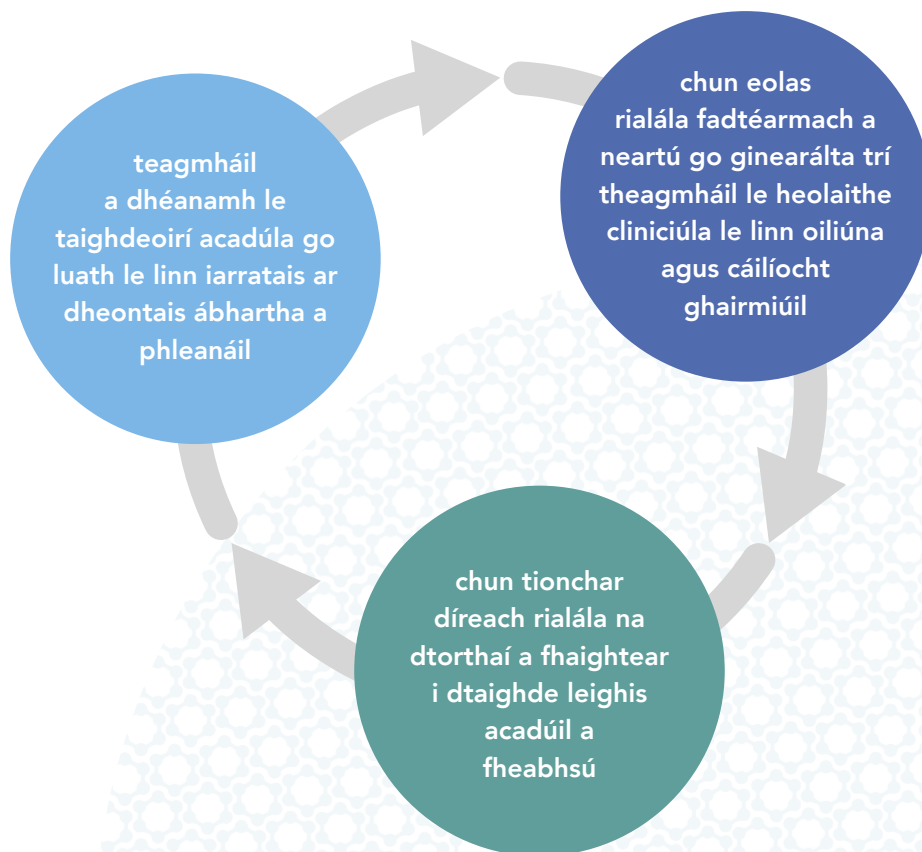 teagmháil
a dhéanamh le
taighdeoirí acadúla go
luath le linn iarratais ar
dheontais ábhartha a
phleanáil
chun eolas
rialála fadtéarmach a
neartú go ginearálta trí
theagmháil le heolaithe
cliniciúla le linn oiliúna
agus cáilíocht
ghairmiúil
chun tionchar
díreach rialála na
dtorthaí a fhaightear
i dtaighde leighis
acadúil a
fheabhsú